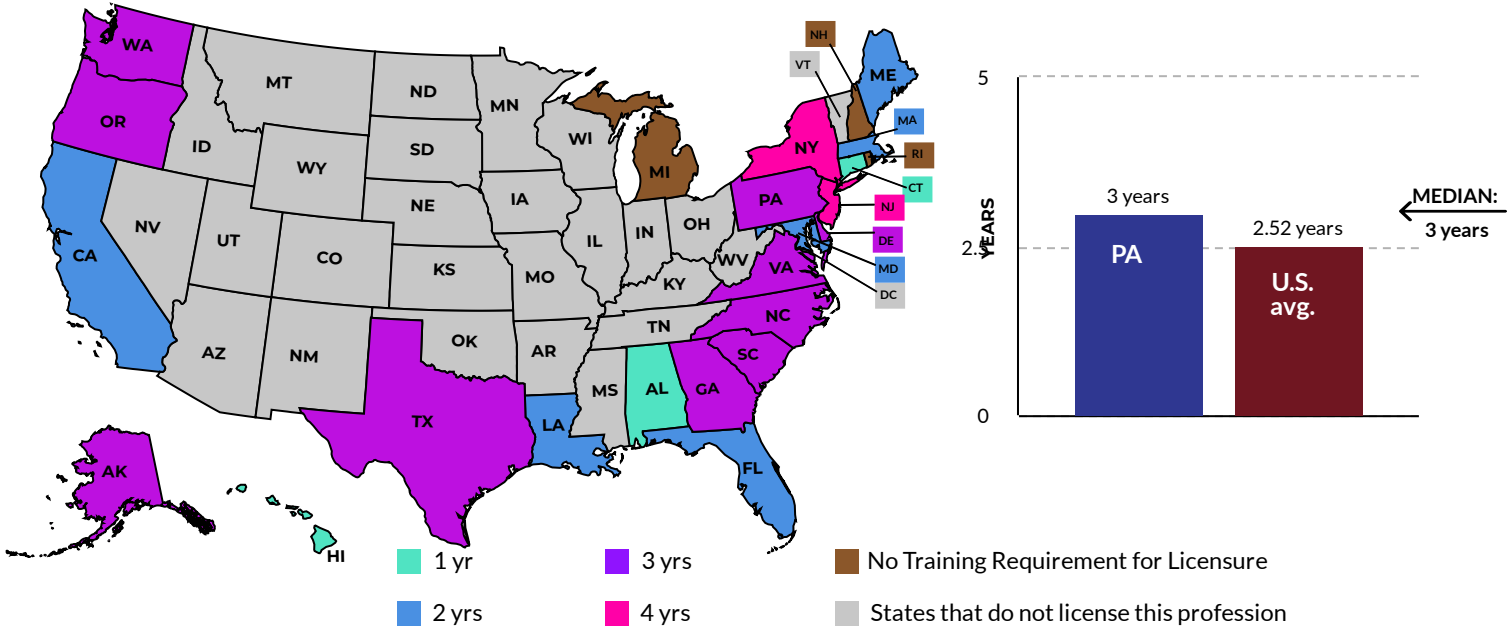 WA
OR
CA
ID
NV
MT
WY
UT
AZ
CO
NM
ND
SD
NE
KS
OK
TX
MN
IA
MO
AR
LA
WI
IL
MI
IN
OH
KY
TN
MS
AL
GA
FL
SC
NC
VA
WV
PA
NY
ME
VT
NH
MA
RI
CT
NJ
DE
MD
DC
AK
HI
1 yr
2 yrs
3 yrs
4 yrs
No Training Requirement for Licensure
States that do not license this profession
5
2.5
0
YEARS
3 years
PA
2.52 years
U.S.
avg.
MEDIAN:
3 years